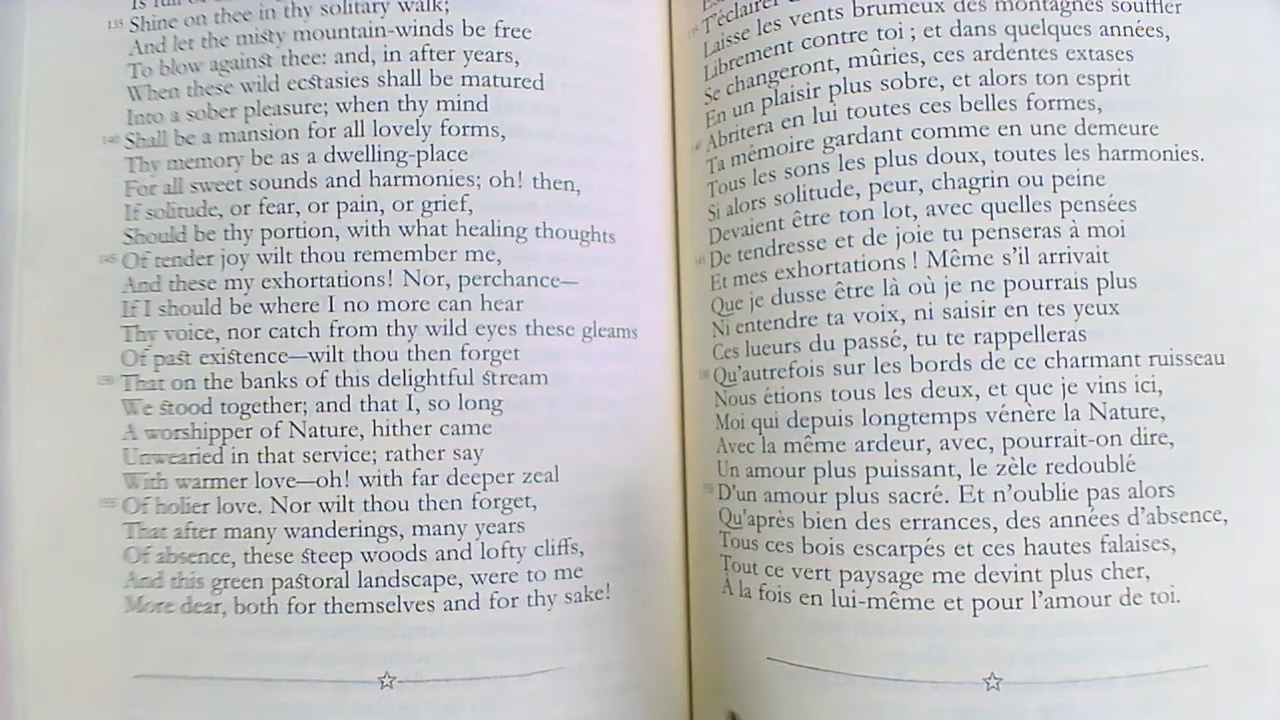 135 Shine on thee in thy solitary walk;
And let the misty mountain-winds be free
To blow against thee: and, in after years,
When these wild ecstasies shall be matured
Into a sober pleasure; when thy mind
140 Shall be a mansion for all lovely forms,
Thy memory be as a dwelling-place
For all sweet sounds and harmonies; oh! then,
If solitude, or fear, or pain, or grief,
Should be thy portion, with what healing thoughts
145 Of tender joy wilt thou remember me,
And these my exhortations! Nor, perchance—
If I should be where I no more can hear
Thy voice, nor catch from thy wild eyes these gleams
Of past existence—wilt thou then forget
150 That on the banks of this delightful stream
We stood together; and that I, so long
A worshipper of Nature, hither came
Unwearied in that service; rather say
With warmer love—oh! with far deeper zeal
155 Of holier love. Nor wilt thou then forget,
That after many wanderings, many years
Of absence, these steep woods and lofty cliffs,
And this green pastoral landscape, were to me
More dear, both for themselves and for thy sake!
T'éclairer
Laisse les vents brumeux des montagnes souffler
Librement contre toi ; et dans quelques années,
Se changeront, mûries, ces ardentes extases
En un plaisir plus sobre, et alors ton esprit
140 Abritera en lui toutes ces belles formes,
Ta mémoire gardant comme en une demeure
Tous les sons les plus doux, toutes les harmonies.
Si alors solitude, peur, chagrin ou peine
Devaient être ton lot, avec quelles pensées
145 De tendresse et de joie tu penseras à moi
Et mes exhortations ! Même s'il arrivait
Que je dusse être là où je ne pourrais plus
Ni entendre ta voix, ni saisir en tes yeux
Ces lueurs du passé, tu te rappelleras
150 Qu'autrefois sur les bords de ce charmant ruisseau
Nous étions tous les deux, et que je vins ici,
Moi qui depuis longtemps vénère la Nature,
Avec la même ardeur, avec, pourrait-on dire,
Un amour plus puissant, le zèle redoublé
155 D'un amour plus sacré. Et n'oublie pas alors
Qu'après bien des errances, des années d'absence,
Tous ces bois escarpés et ces hautes falaises,
Tout ce vert paysage me devint plus cher,
À la fois en lui-même et pour l'amour de toi.